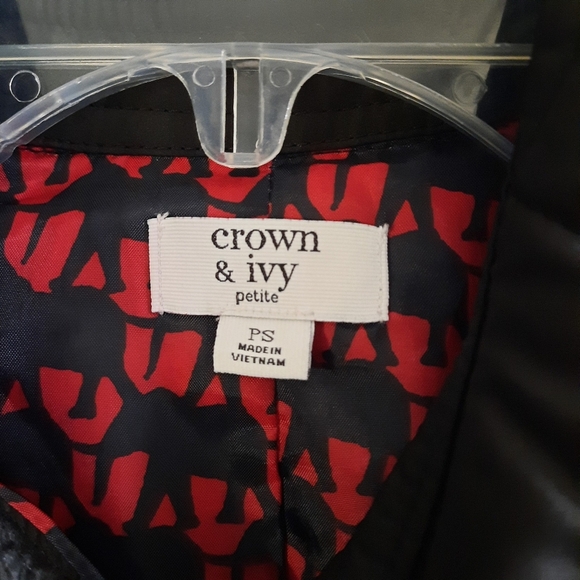 crown
& ivy
petite
PS
MADE IN
VIETNAM